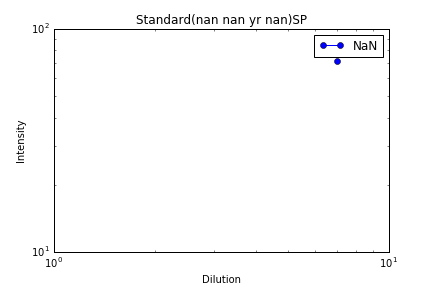 Standard(nan nan yr nan)SP
10²
NaN
Intensity
10¹
10⁰
10¹
Dilution